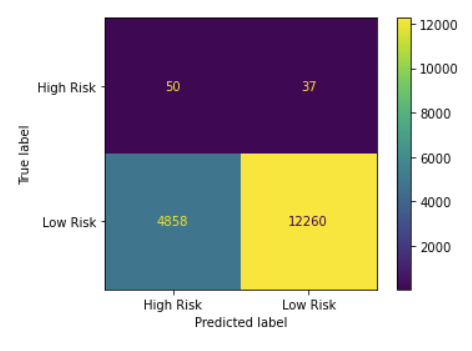 12000
10000
8000
6000
4000
2000
True label
High Risk
50
37
Low Risk
4858
12260
High Risk
Low Risk
Predicted label